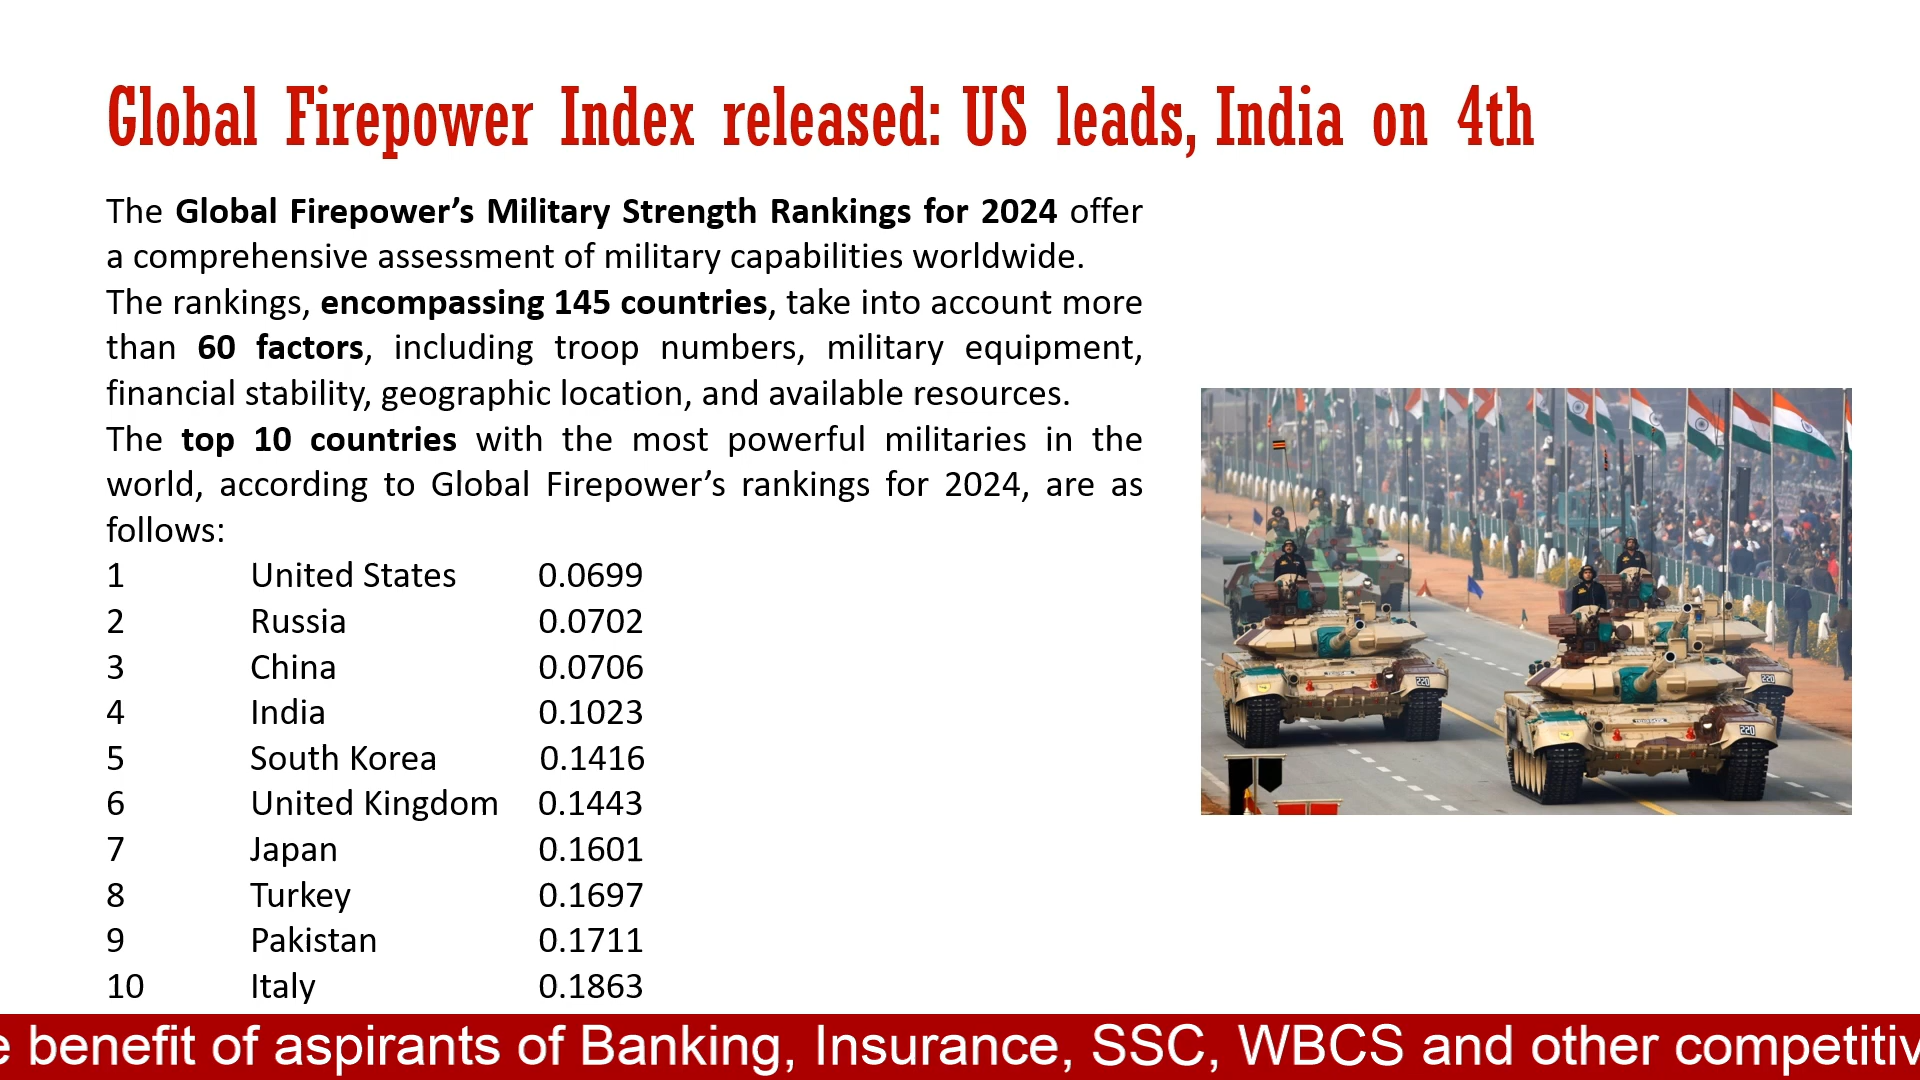 Global Firepower Index released: US leads, India on 4th
The Global Firepower’s Military Strength Rankings for 2024 offer
a comprehensive assessment of military capabilities worldwide.
The rankings, encompassing 145 countries, take into account more
than 60 factors, including troop numbers, military equipment,
financial stability, geographic location, and available resources.
The top 10 countries with the most powerful militaries in the
world, according to Global Firepower’s rankings for 2024, are as
follows:
1 United States 0.0699
2 Russia 0.0702
3 China 0.0706
4 India 0.1023
5 South Korea 0.1416
6 United Kingdom 0.1443
7 Japan 0.1601
8 Turkey 0.1697
9 Pakistan 0.1711
10 Italy 0.1863
220
220
220
benefit of aspirants of Banking, Insurance, SSC, WBCS and other competitiv